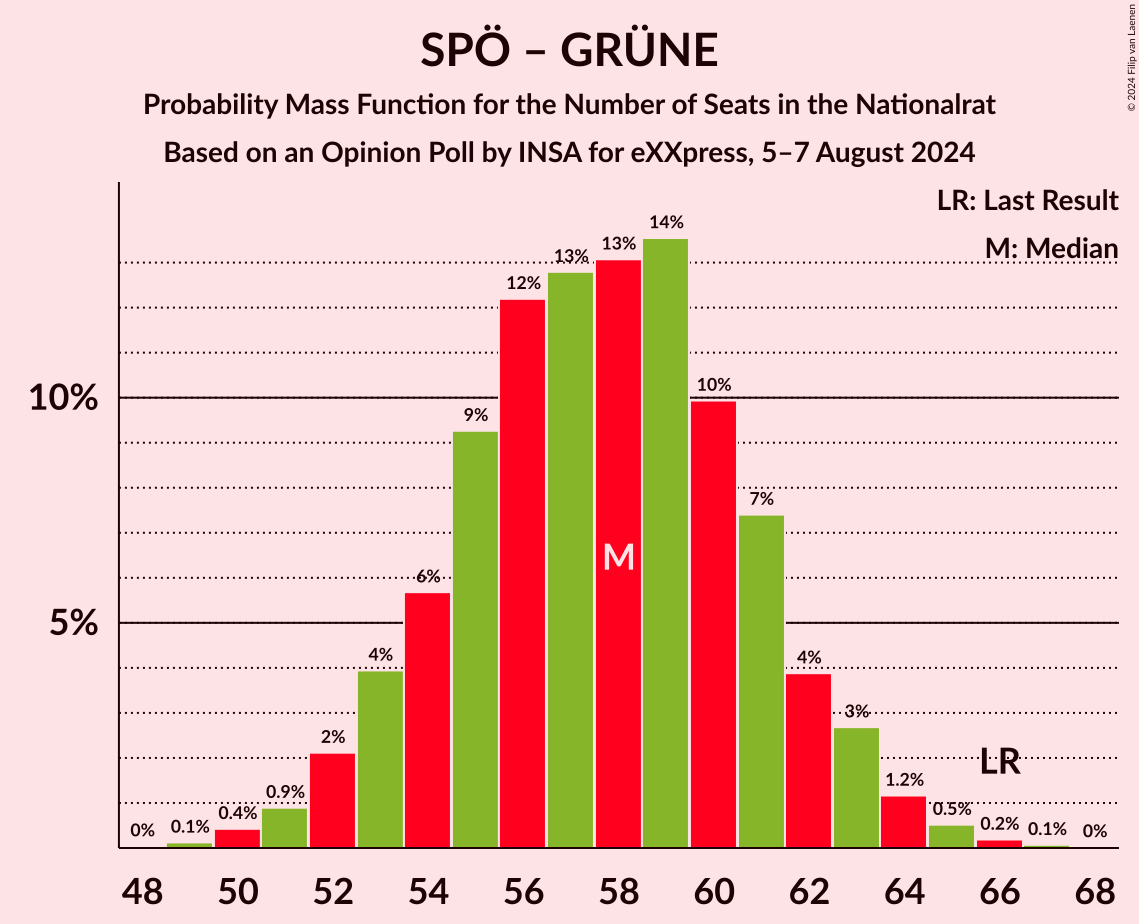 SPÖ – GRÜNE
Probability Mass Function for the Number of Seats in the Nationalrat
Based on an Opinion Poll by INSA for eXXpress, 5–7 August 2024
© 2024 Filip van Laenen
LR: Last Result
M: Median
10%
5%
0%
0.1%
0.4%
0.9%
2%
4%
6%
9%
12%
13%
13%
14%
10%
7%
4%
3%
1.2%
0.5%
0.2%
0.1%
0%
M
LR
48 50 52 54 56 58 60 62 64 66 68